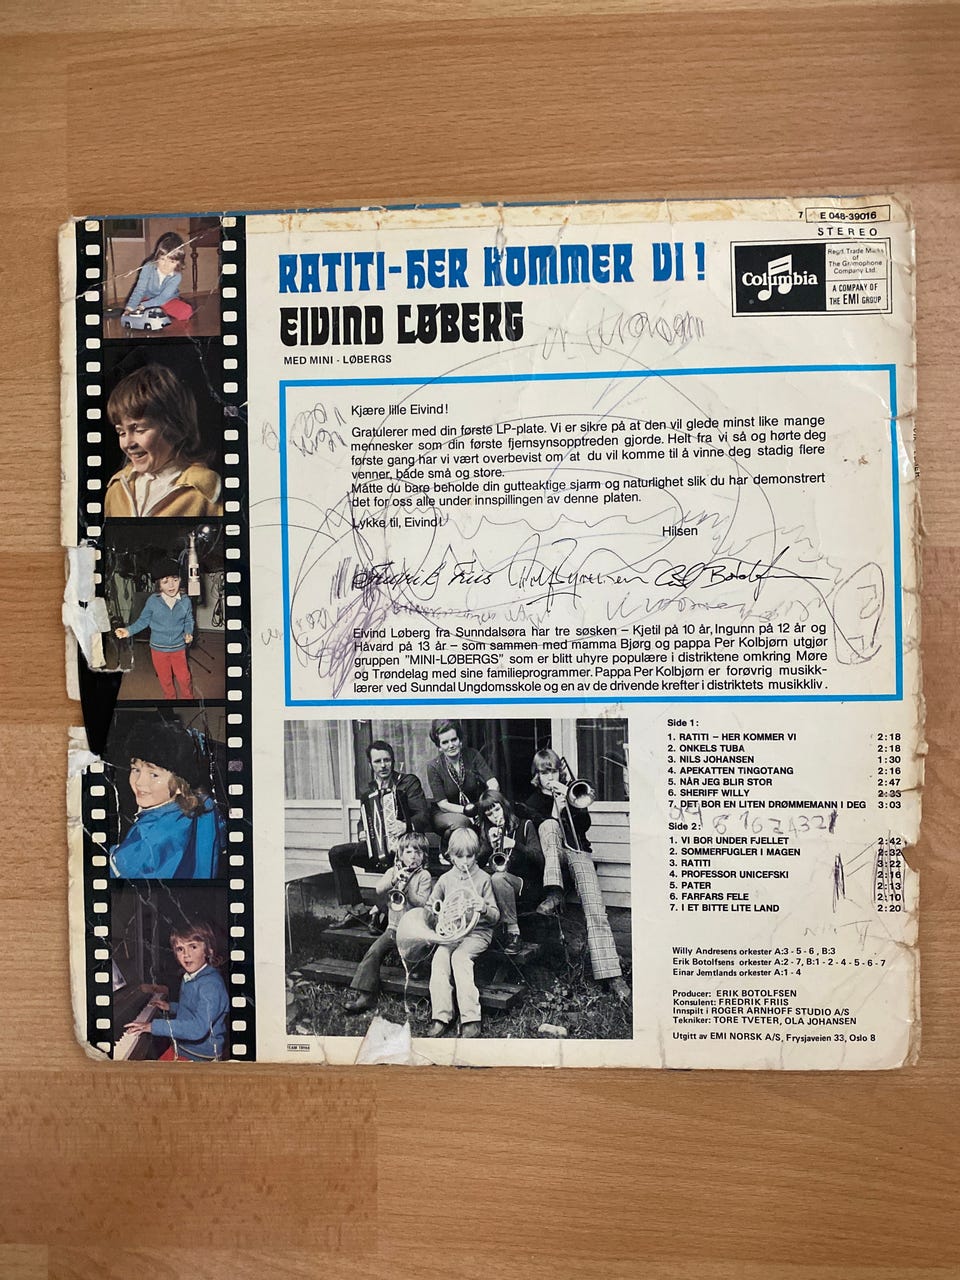 7 E 048-39016
STEREO
RATITI-HER KOMMER VI!
Columbia
Reg'd. Trade Mark
of The Gramophone
Company Ltd.
A COMPANY OF
THE EMI GROUP
EIVIND LØBERG
MED MINI - LØBERGS
Kjære lille Eivind!
Gratulerer med din første LP-plate. Vi er sikre på at den vil glede minst like mange
mennesker som din første fjernsynsopptreden gjorde. Helt fra vi så og hørte deg
første gang har vi vært overbevist om at du vil komme til å vinne deg stadig flere
venner, både små og store.
Måtte du bare beholde din gutteaktige sjarm og naturlighet slik du har demonstrert
det for oss alle under innspillingen av denne platen.
Lykke til, Eivind!
Hilsen
Fredrik Friis
Botolfsen
Eivind Løberg fra Sunndalsøra har tre søsken – Kjetil på 10 år, Ingunn på 12 år og
Håvard på 13 år – som sammen med mamma Bjørg og pappa Per Kolbjørn utgjør
gruppen "MINI-LØBERGS" som er blitt uhyre populære i distriktene omkring Møre
og Trøndelag med sine familieprogrammer. Pappa Per Kolbjørn er forøvrig musikk-
lærer ved Sunndal Ungdomsskole og en av de drivende krefter i distriktets musikkliv.
Side 1:
1. RATITI – HER KOMMER VI 2:18
2. ONKELS TUBA 2:18
3. NILS JOHANSEN 1:30
4. APEKATTEN TINGOTANG 2:16
5. NÅR JEG BLIR STOR 2:47
6. SHERIFF WILLY 2:35
7. DET BOR EN LITEN DRØMMEMANN I DEG 3:03
Side 2:
1. VI BOR UNDER FJELLET 2:42
2. SOMMERFUGLER I MAGEN 2:32
3. RATITI 3:22
4. PROFESSOR UNICEFSKI 2:16
5. PATER 2:13
6. FARFARS FELE 2:10
7. I ET BITTE LITE LAND 2:20
Willy Andresens orkester A:3 - 5 - 6 , B:3
Erik Botolfsens orkester A:2 - 7, B:1 - 2 - 4 - 5 - 6 - 7
Einar Jemtlands orkester A:1 - 4
Producer: ERIK BOTOLFSEN
Konsulent: FREDRIK FRIIS
Innspilt i ROGER ARNHOFF STUDIO A/S
Tekniker: TORE TVETER, OLA JOHANSEN
Utgitt av EMI NORSK A/S, Frysjaveien 33, Oslo 8